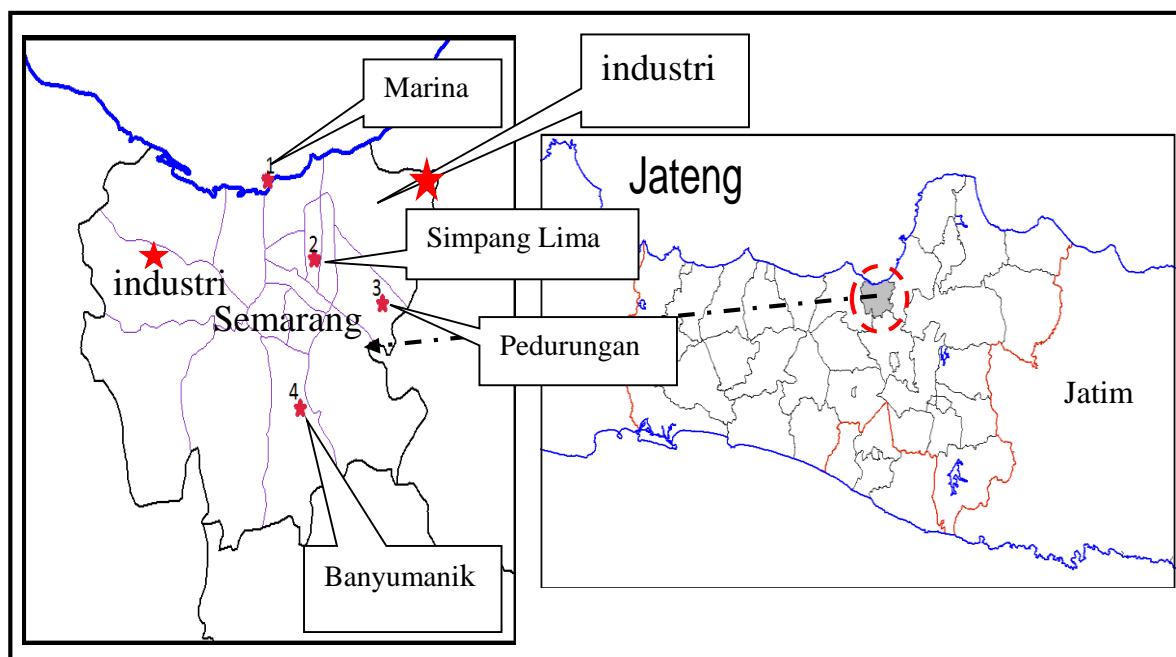 Marina
industri
1
Jateng
2
Simpang Lima
industri
3
Semarang
Pedurungan
4
Jatim
Banyumanik